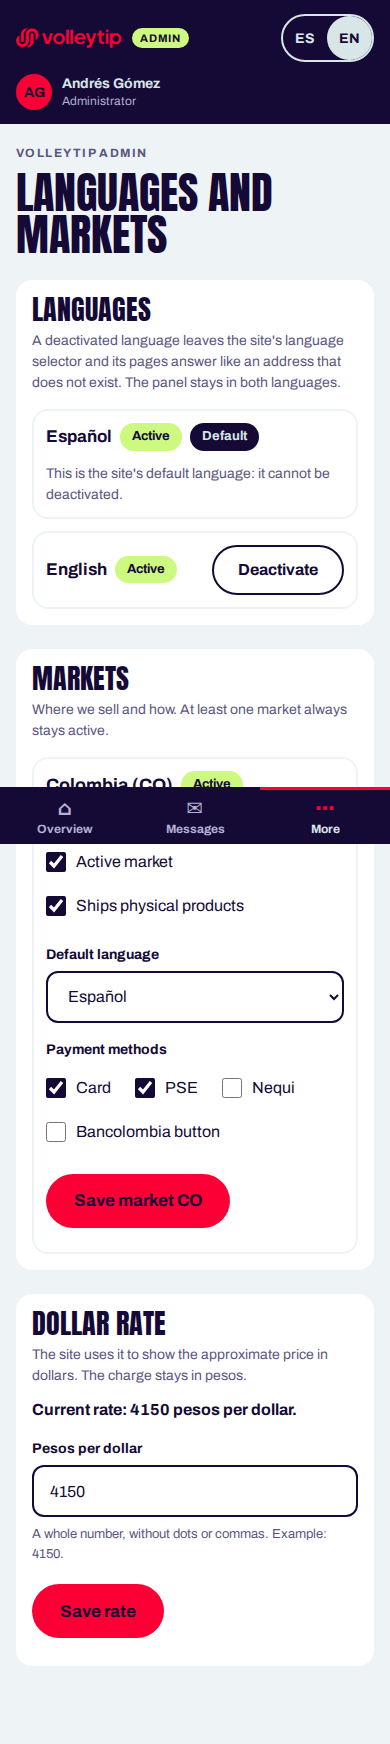 volleytip ADMIN ES EN
AG Andrés Gómez
Administrator
VOLLEYTIP ADMIN
LANGUAGES AND
MARKETS
LANGUAGES
A deactivated language leaves the site's language
selector and its pages answer like an address that
does not exist. The panel stays in both languages.
Español Active Default
This is the site's default language: it cannot be
deactivated.
English Active Deactivate
MARKETS
Where we sell and how. At least one market always
stays active.
Colombia (CO) Active
Overview Messages More
Active market
Ships physical products
Default language
Español
Payment methods
Card PSE Nequi
Bancolombia button
Save market CO
DOLLAR RATE
The site uses it to show the approximate price in
dollars. The charge stays in pesos.
Current rate: 4150 pesos per dollar.
Pesos per dollar
4150
A whole number, without dots or commas. Example:
4150.
Save rate